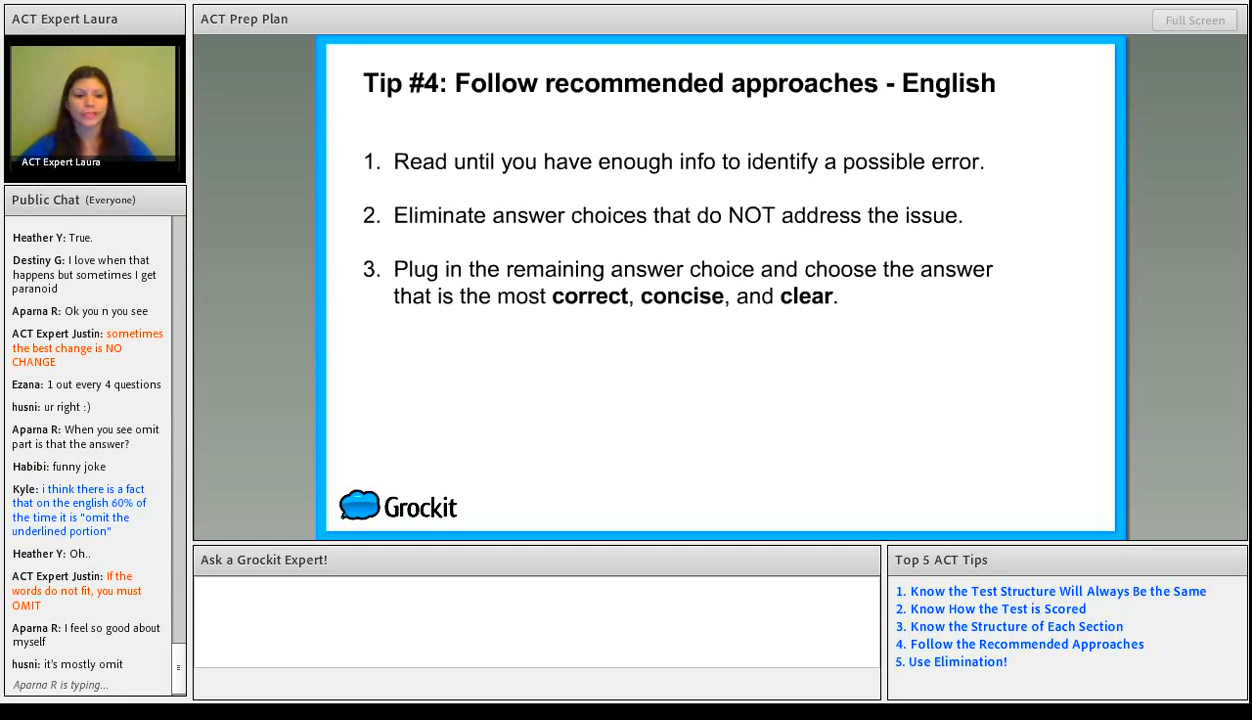 ACT Expert Laura
ACT Expert Laura
Public Chat (Everyone)
Heather Y: True.
Destiny G: I love when that
happens but sometimes I get
paranoid
Aparna R: Ok you n you see
ACT Expert Justin: sometimes
the best change is NO
CHANGE
Ezana: 1 out every 4 questions
husni: ur right :)
Aparna R: When you see omit
part is that the answer?
Habibi: funny joke
Kyle: i think there is a fact
that on the english 60% of
the time it is "omit the
underlined portion"
Heather Y: Oh..
ACT Expert Justin: If the
words do not fit, you must
OMIT
Aparna R: I feel so good about
myself
husni: it's mostly omit
Aparna R is typing...
ACT Prep Plan
Full Screen
Tip #4: Follow recommended approaches - English
1. Read until you have enough info to identify a possible error.
2. Eliminate answer choices that do NOT address the issue.
3. Plug in the remaining answer choice and choose the answer
that is the most correct, concise, and clear.
Grockit
Ask a Grockit Expert!
Top 5 ACT Tips
1. Know the Test Structure Will Always Be the Same
2. Know How the Test is Scored
3. Know the Structure of Each Section
4. Follow the Recommended Approaches
5. Use Elimination!